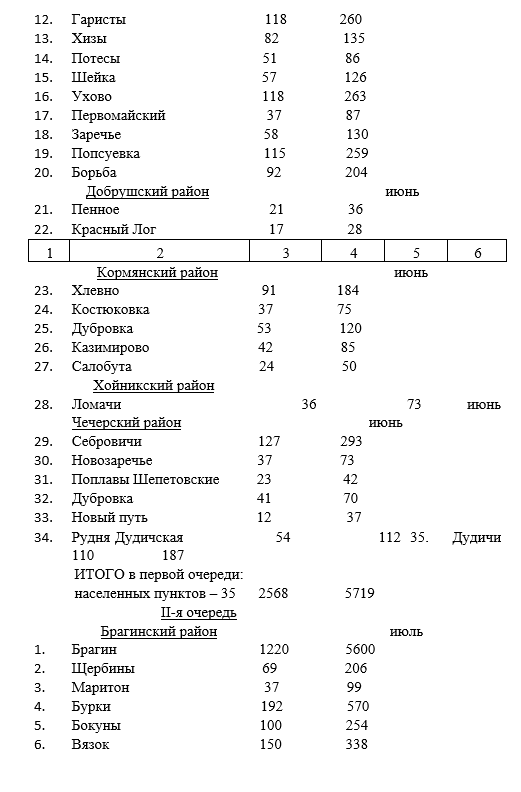 12. Гаристы 118 260
13. Хизы 82 135
14. Потесы 51 86
15. Шейка 57 126
16. Ухово 118 263
17. Первомайский 37 87
18. Заречье 58 130
19. Попсуевка 115 259
20. Борьба 92 204
Добрушский район июнь
21. Пенное 21 36
22. Красный Лог 17 28
1 2 3 4 5 6
Кормянский район июнь
23. Хлевно 91 184
24. Костюковка 37 75
25. Дубровка 53 120
26. Казимирово 42 85
27. Салобута 24 50
Хойникский район
28. Ломачи 36 73 июнь
Чечерский район июнь
29. Себровичи 127 293
30. Новозаречье 37 73
31. Поплавы Шепетовские 23 42
32. Дубровка 41 70
33. Новый путь 12 37
34. Рудня Дудичская 54 112 35. Дудичи
110 187
ИТОГО в первой очереди:
населенных пунктов – 35 2568 5719
II-я очередь
Брагинский район июль
1. Брагин 1220 5600
2. Щербины 69 206
3. Маритон 37 99
4. Бурки 192 570
5. Бокуны 100 254
6. Вязок 150 338